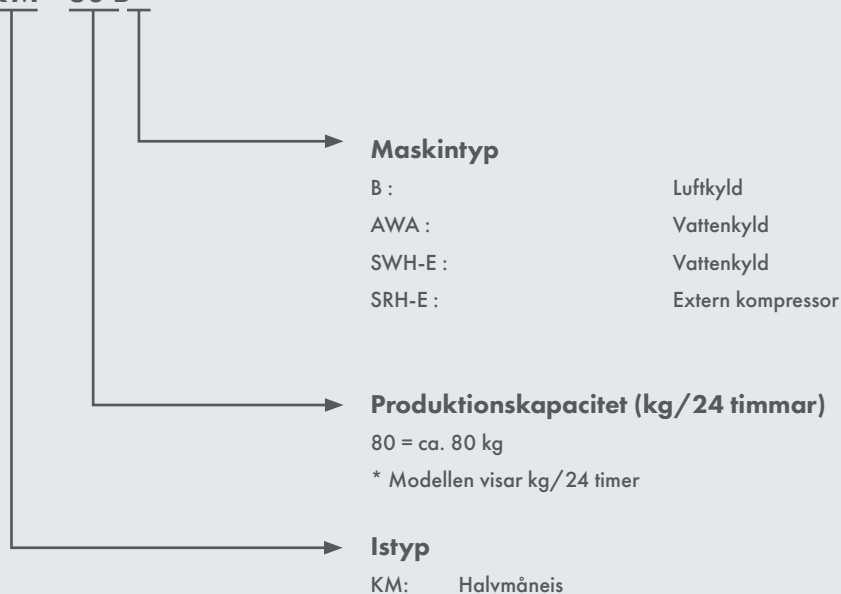 Maskintyp
B : Luftkyld
AWA : Vattenkyld
SWH-E : Vattenkyld
SRH-E : Extern kompressor
Produktionskapacitet (kg/24 timmar)
80 = ca. 80 kg
* Modellen visar kg/24 timer
Istyp
KM: Halvmåneis